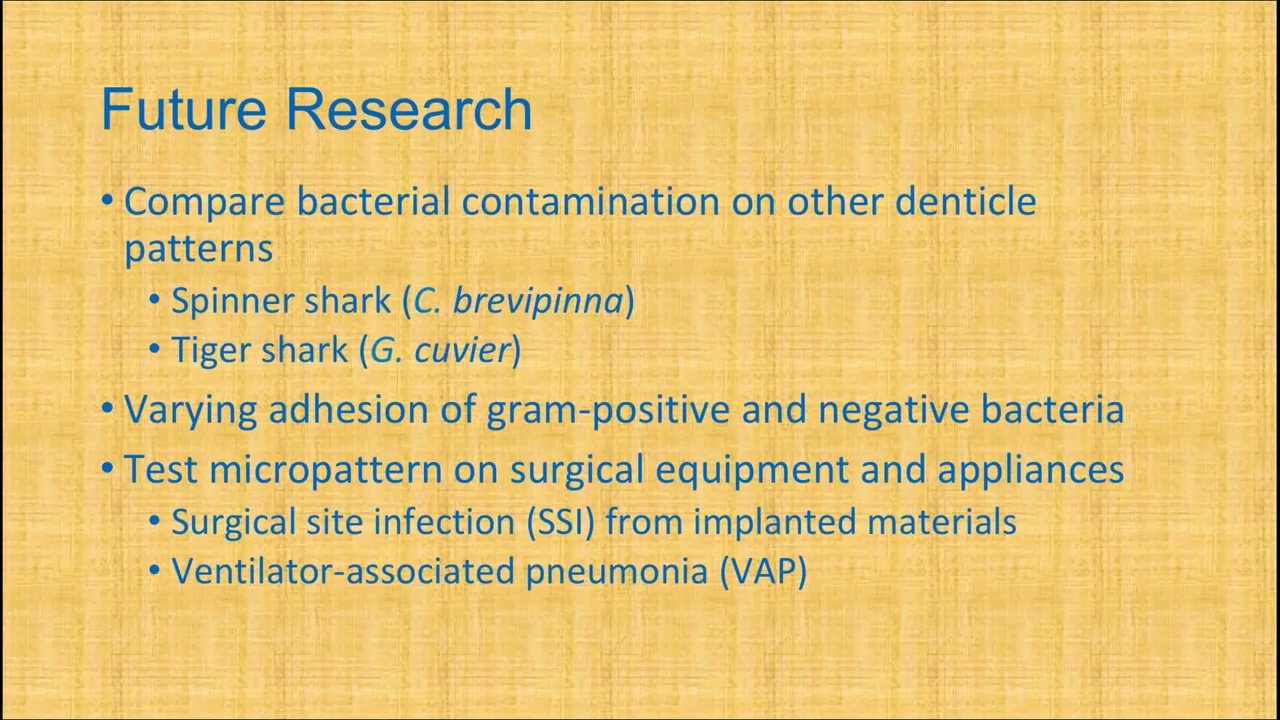 Future Research
• Compare bacterial contamination on other denticle
patterns
• Spinner shark (C. brevipinna)
• Tiger shark (G. cuvier)
• Varying adhesion of gram-positive and negative bacteria
• Test micropattern on surgical equipment and appliances
• Surgical site infection (SSI) from implanted materials
• Ventilator-associated pneumonia (VAP)